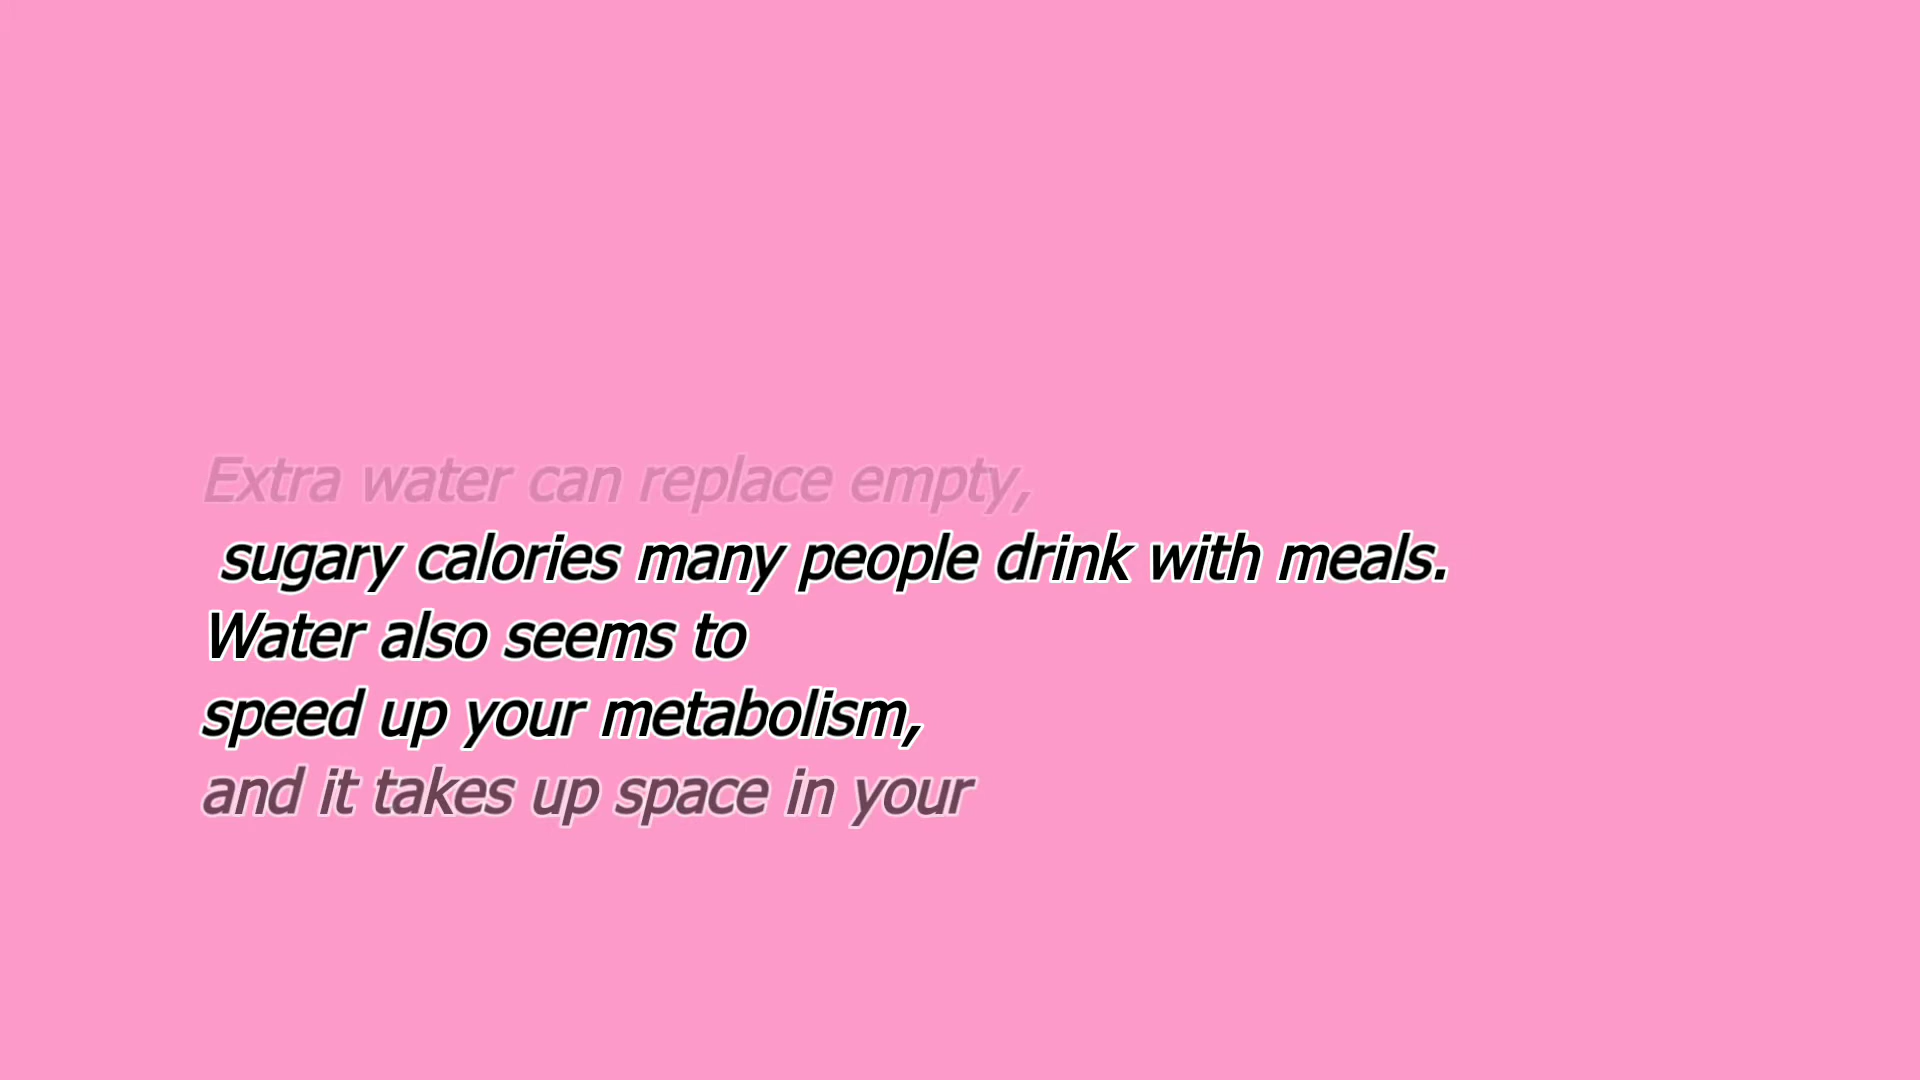 Extra water can replace empty,
sugary calories many people drink with meals.
Water also seems to
speed up your metabolism,
and it takes up space in your